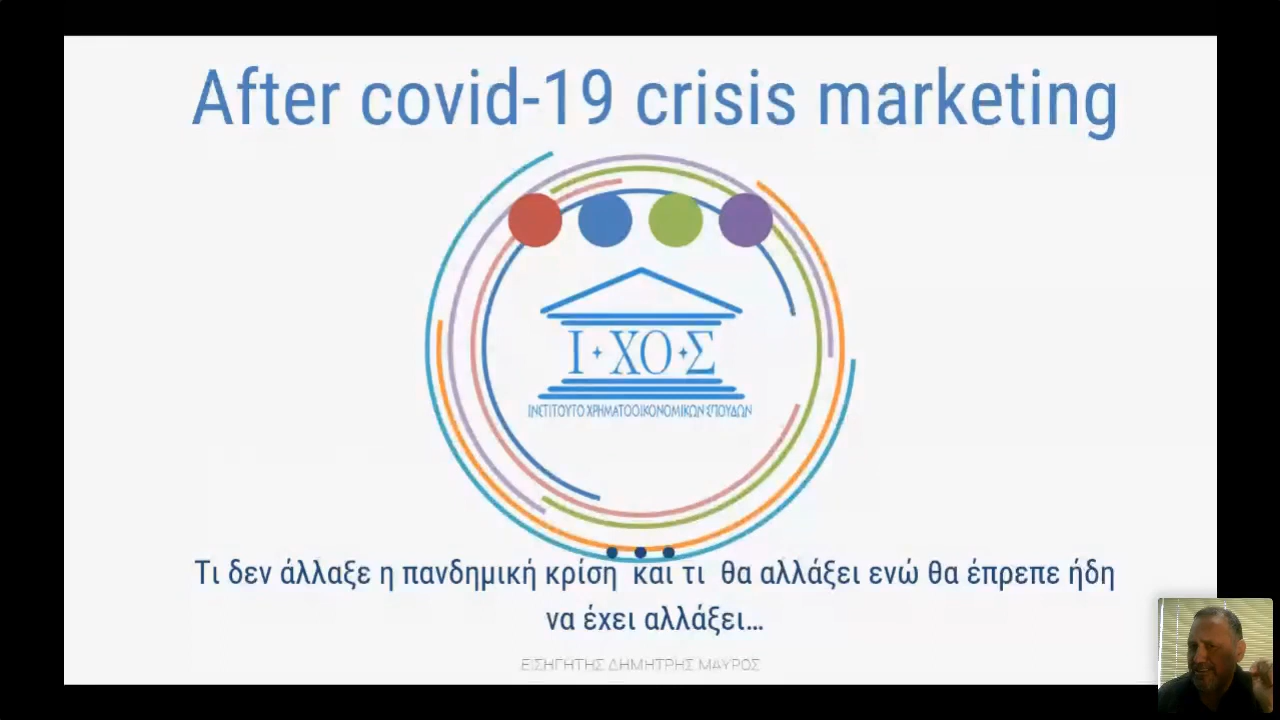 After covid-19 crisis marketing
Ι ΧΟ Σ
ΙΝΣΤΙΤΟΥΤΟ ΧΡΗΜΑΤΟΟΙΚΟΝΟΜΙΚΩΝ ΣΠΟΥΔΩΝ
Τι δεν άλλαξε η πανδημική κρίση και τι θα αλλάξει ενώ θα έπρεπε ήδη
να έχει αλλάξει...
ΕΙΣΗΓΗΤΗΣ ΔΗΜΗΤΡΗΣ ΜΑΥΡΟΣ